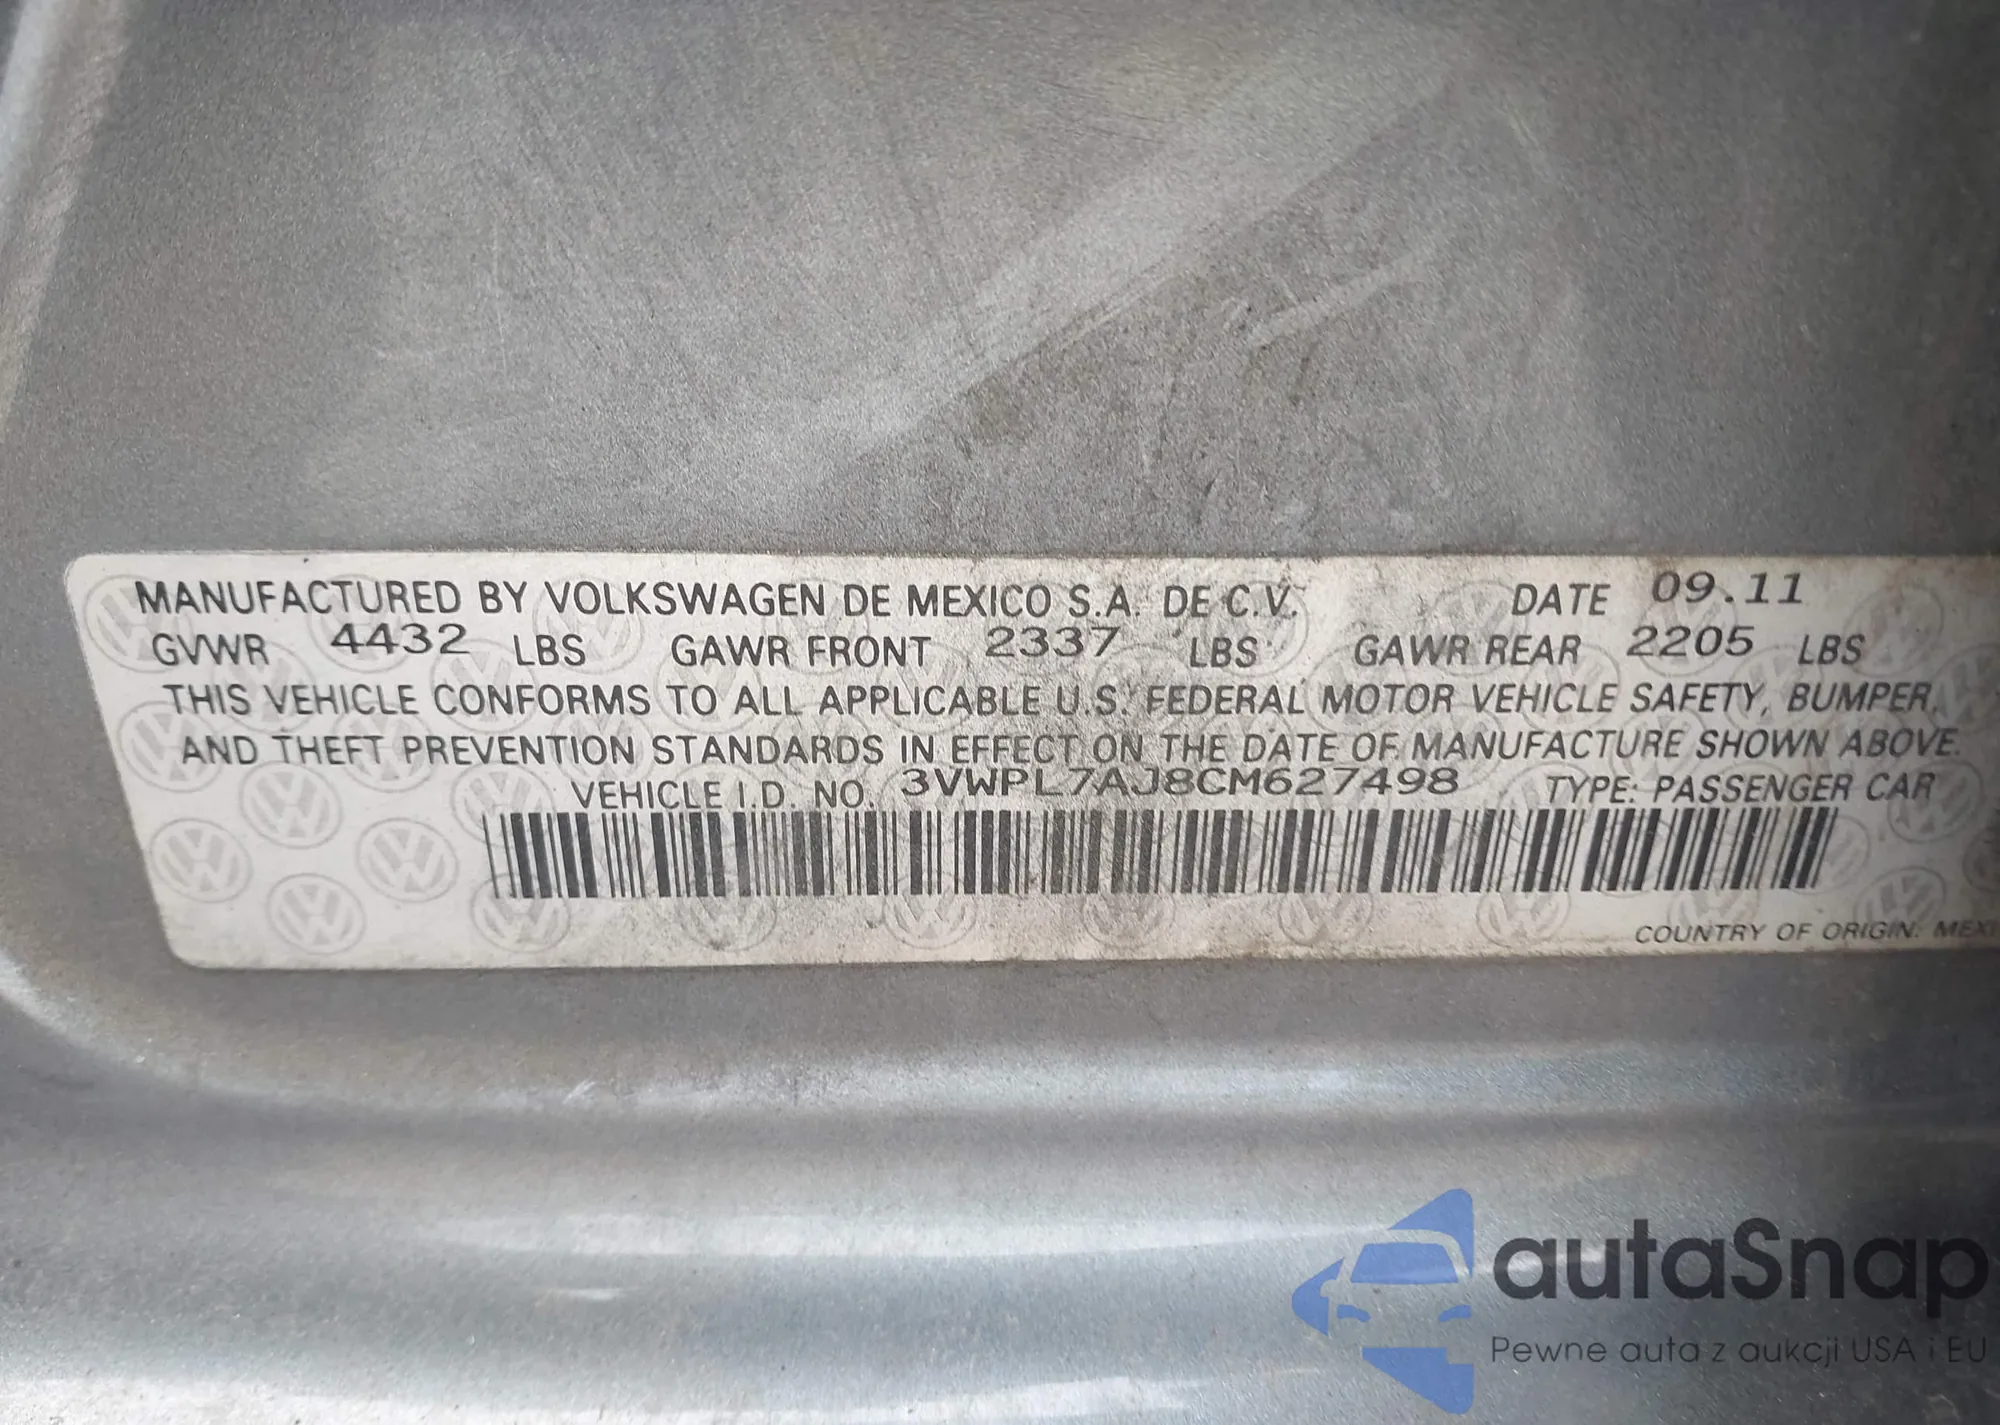 MANUFACTURED BY VOLKSWAGEN DE MEXICO S.A. DE C.V. DATE 09.11
GVWR 4432 LBS GAWR FRONT 2337 LBS GAWR REAR 2205 LBS
THIS VEHICLE CONFORMS TO ALL APPLICABLE U.S. FEDERAL MOTOR VEHICLE SAFETY, BUMPER,
AND THEFT PREVENTION STANDARDS IN EFFECT ON THE DATE OF MANUFACTURE SHOWN ABOVE.
VEHICLE I.D. NO. 3VWPL7AJ8CM627498 TYPE: PASSENGER CAR
COUNTRY OF ORIGIN: MEXI
autaSnap
Pewne auta z aukcji USA i EU